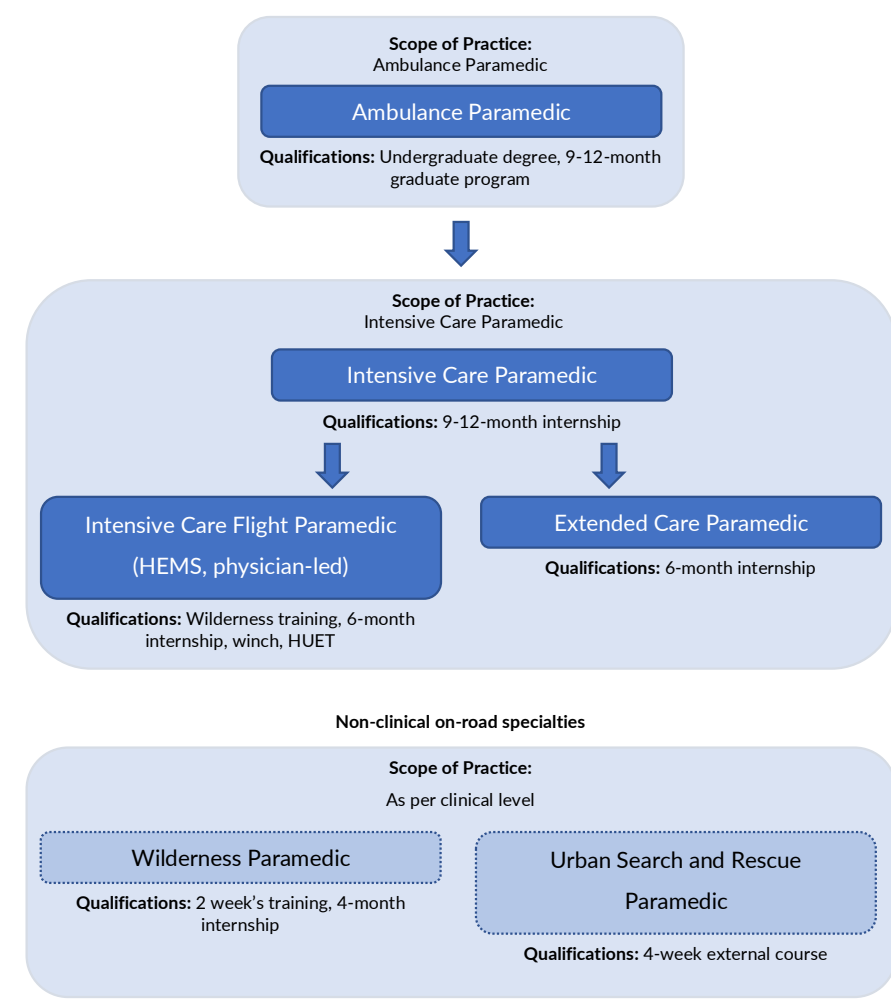 Scope of Practice:
Ambulance Paramedic
Ambulance Paramedic
Qualifications: Undergraduate degree, 9-12-month
graduate program
Scope of Practice:
Intensive Care Paramedic
Intensive Care Paramedic
Qualifications: 9-12-month internship
Intensive Care Flight Paramedic
(HEMS, physician-led)
Qualifications: Wilderness training, 6-month
internship, winch, HUET
Extended Care Paramedic
Qualifications: 6-month internship
Non-clinical on-road specialties
Scope of Practice:
As per clinical level
Wilderness Paramedic
Qualifications: 2 week’s training, 4-month
internship
Urban Search and Rescue
Paramedic
Qualifications: 4-week external course